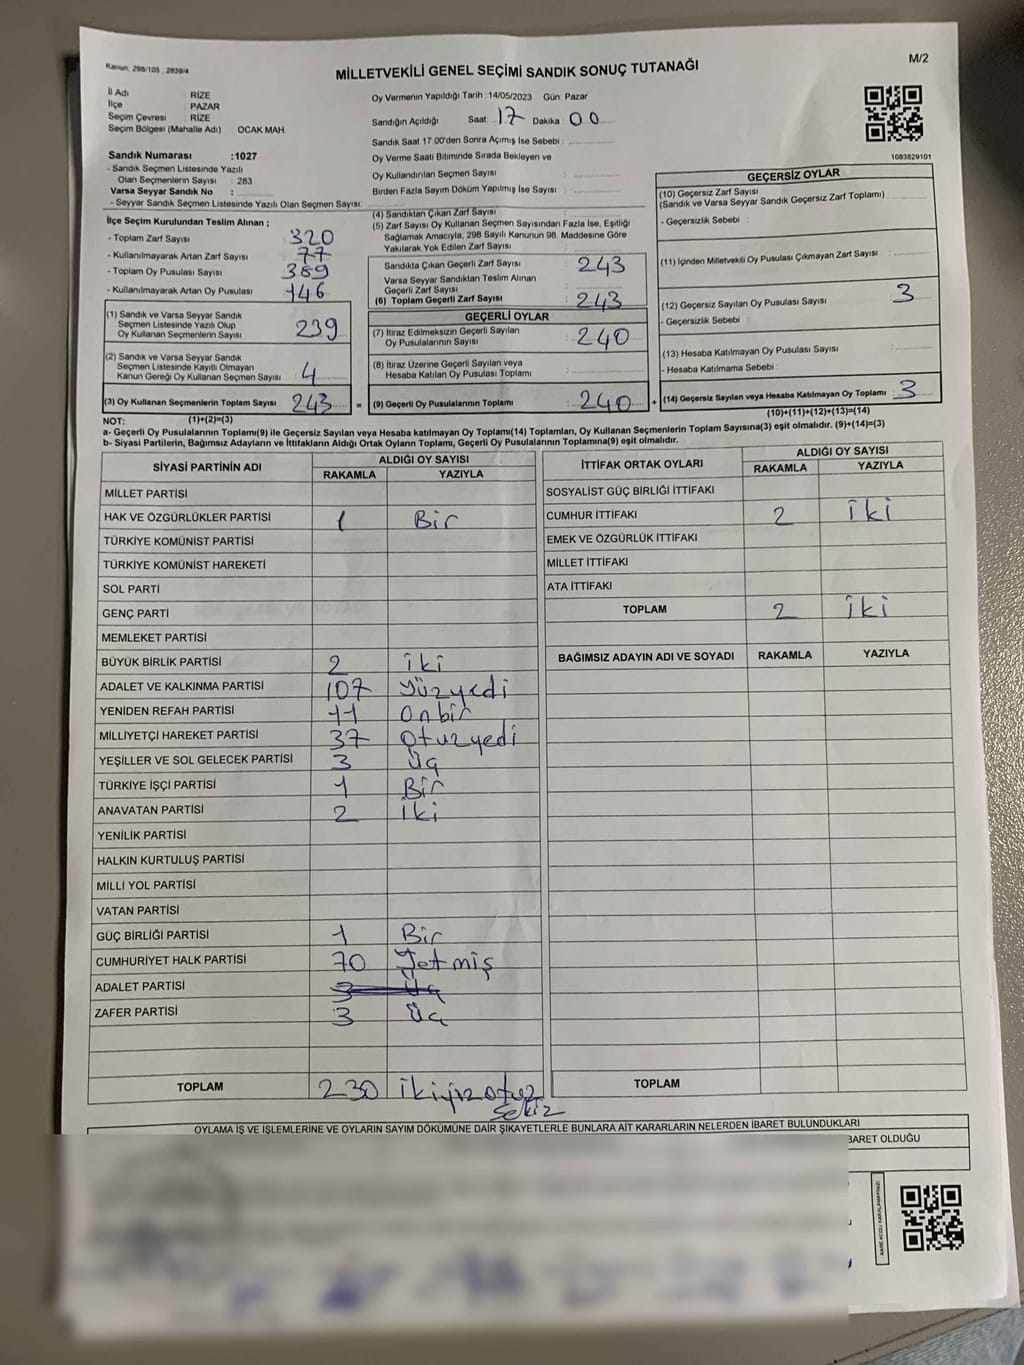 Kanun, 298/105 , 2839/4
MİLLETVEKİLİ GENEL SEÇİMİ SANDIK SONUÇ TUTANAĞI
M/2
İl Adı : RİZE
İlçe : PAZAR
Seçim Çevresi : RİZE
Seçim Bölgesi (Mahalle Adı) : OCAK MAH.
Sandık Numarası :1027
- Sandık Seçmen Listesinde Yazılı
Olan Seçmenlerin Sayısı : 283
Varsa Seyyar Sandık No :
- Seyyar Sandık Seçmen Listesinde Yazılı Olan Seçmen Sayısı:
Oy Vermenin Yapıldığı Tarih :14/05/2023 Gün: Pazar
Sandığın Açıldığı Saat: 17 Dakika 00
Sandık Saat 17.00'den Sonra Açımış İse Sebebi :
Oy Verme Saati Bitiminde Sırada Bekleyen ve
Oy Kullandırılan Seçmen Sayısı :
Birden Fazla Sayım Döküm Yapılmış İse Sayısı :
1083829101
İlçe Seçim Kurulundan Teslim Alınan ;
- Toplam Zarf Sayısı : 320
- Kullanılmayarak Artan Zarf Sayısı : 77
- Toplam Oy Pusulası Sayısı : 389
- Kullanılmayarak Artan Oy Pusulası : 146
(1) Sandık ve Varsa Seyyar Sandık
Seçmen Listesinde Yazılı Olup
Oy Kullanan Seçmenlerin Sayısı : 239
(2) Sandık ve Varsa Seyyar Sandık
Seçmen Listesinde Kayıtlı Olmayan
Kanun Gereği Oy Kullanan Seçmen Sayısı : 4
(3) Oy Kullanan Seçmenlerin Toplam Sayısı : 243 =
(4) Sandıktan Çıkan Zarf Sayısı :
(5) Zarf Sayısı Oy Kullanan Seçmen Sayısından Fazla İse, Eşitliği
Sağlamak Amacıyla, 298 Sayılı Kanunun 98. Maddesine Göre
Yakılarak Yok Edilen Zarf Sayısı :
Sandıkta Çıkan Geçerli Zarf Sayısı : 243
Varsa Seyyar Sandıktan Teslim Alınan
Geçerli Zarf Sayısı :
(6) Toplam Geçerli Zarf Sayısı : 243
GEÇERLİ OYLAR
(7) İtiraz Edilmeksizin Geçerli Sayılan
Oy Pusulalarının Sayısı : 240
(8) İtiraz Üzerine Geçerli Sayılan veya
Hesaba Katılan Oy Pusulası Toplamı :
(9) Geçerli Oy Pusulalarının Toplamı : 240 +
GEÇERSİZ OYLAR
(10) Geçersiz Zarf Sayısı
(Sandık ve Varsa Seyyar Sandık Geçersiz Zarf Toplamı) :
- Geçersizlik Sebebi :
(11) İçinden Milletvekili Oy Pusulası Çıkmayan Zarf Sayısı :
(12) Geçersiz Sayılan Oy Pusulası Sayısı : 3
- Geçersizlik Sebebi :
(13) Hesaba Katılmayan Oy Pusulası Sayısı :
- Hesaba Katılmama Sebebi :
(14) Geçersiz Sayılan veya Hesaba Katılmayan Oy Toplamı : 3
NOT: (1)+(2)=(3)
(10)+(11)+(12)+(13)=(14)
a- Geçerli Oy Pusulalarının Toplamı(9) ile Geçersiz Sayılan veya Hesaba Katılmayan Oy Toplamı(14) Toplamları, Oy Kullanan Seçmenlerin Toplam Sayısına(3) eşit olmalıdır. (9)+(14)=(3)
b- Siyasi Partilerin, Bağımsız Adayların ve İttifakların Aldığı Ortak Oyların Toplamı, Geçerli Oy Pusulalarının Toplamına(9) eşit olmalıdır.
SİYASİ PARTİNİN ADI
ALDIĞI OY SAYISI
RAKAMLA YAZIYLA
MİLLET PARTİSİ
HAK VE ÖZGÜRLÜKLER PARTİSİ 1 Bir
TÜRKİYE KOMÜNİST PARTİSİ
TÜRKİYE KOMÜNİST HAREKETİ
SOL PARTİ
GENÇ PARTİ
MEMLEKET PARTİSİ
BÜYÜK BİRLİK PARTİSİ 2 iki
ADALET VE KALKINMA PARTİSİ 107 yüzyedi
YENİDEN REFAH PARTİSİ 11 onbir
MİLLİYETÇİ HAREKET PARTİSİ 37 otuzyedi
YEŞİLLER VE SOL GELECEK PARTİSİ 3 Üç
TÜRKİYE İŞÇİ PARTİSİ 1 Bir
ANAVATAN PARTİSİ 2 iki
YENİLİK PARTİSİ
HALKIN KURTULUŞ PARTİSİ
MİLLİ YOL PARTİSİ
VATAN PARTİSİ
GÜÇ BİRLİĞİ PARTİSİ 1 Bir
CUMHURİYET HALK PARTİSİ 70 Yetmiş
ADALET PARTİSİ 3 Üç
ZAFER PARTİSİ 3 Üç
TOPLAM 230 ikiyüzotuz
sekiz
İTTİFAK ORTAK OYLARI
ALDIĞI OY SAYISI
RAKAMLA YAZIYLA
SOSYALİST GÜÇ BİRLİĞİ İTTİFAKI
CUMHUR İTTİFAKI 2 iki
EMEK VE ÖZGÜRLÜK İTTİFAKI
MİLLET İTTİFAKI
ATA İTTİFAKI
TOPLAM 2 iki
BAĞIMSIZ ADAYIN ADI VE SOYADI RAKAMLA YAZIYLA
TOPLAM
OYLAMA İŞ VE İŞLEMLERİNE VE OYLARIN SAYIM DÖKÜMÜNE DAİR ŞİKAYETLERLE BUNLARA AİT KARARLARIN NELERDEN İBARET BULUNDUKLARI
BARET OLDUĞU
KARE KODU KARALAMAYINIZ!